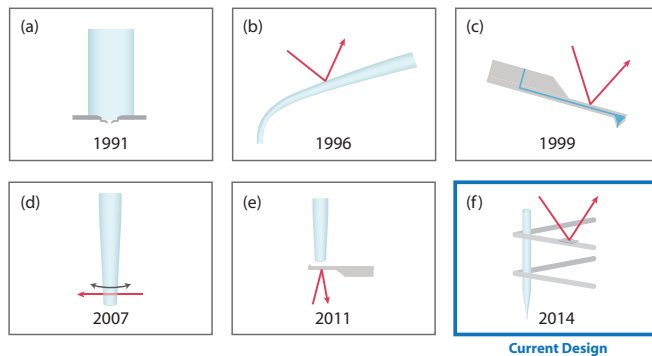 (a)
1991
(b)
1996
(c)
1999
(d)
2007
(e)
2011
(f)
2014
Current Design